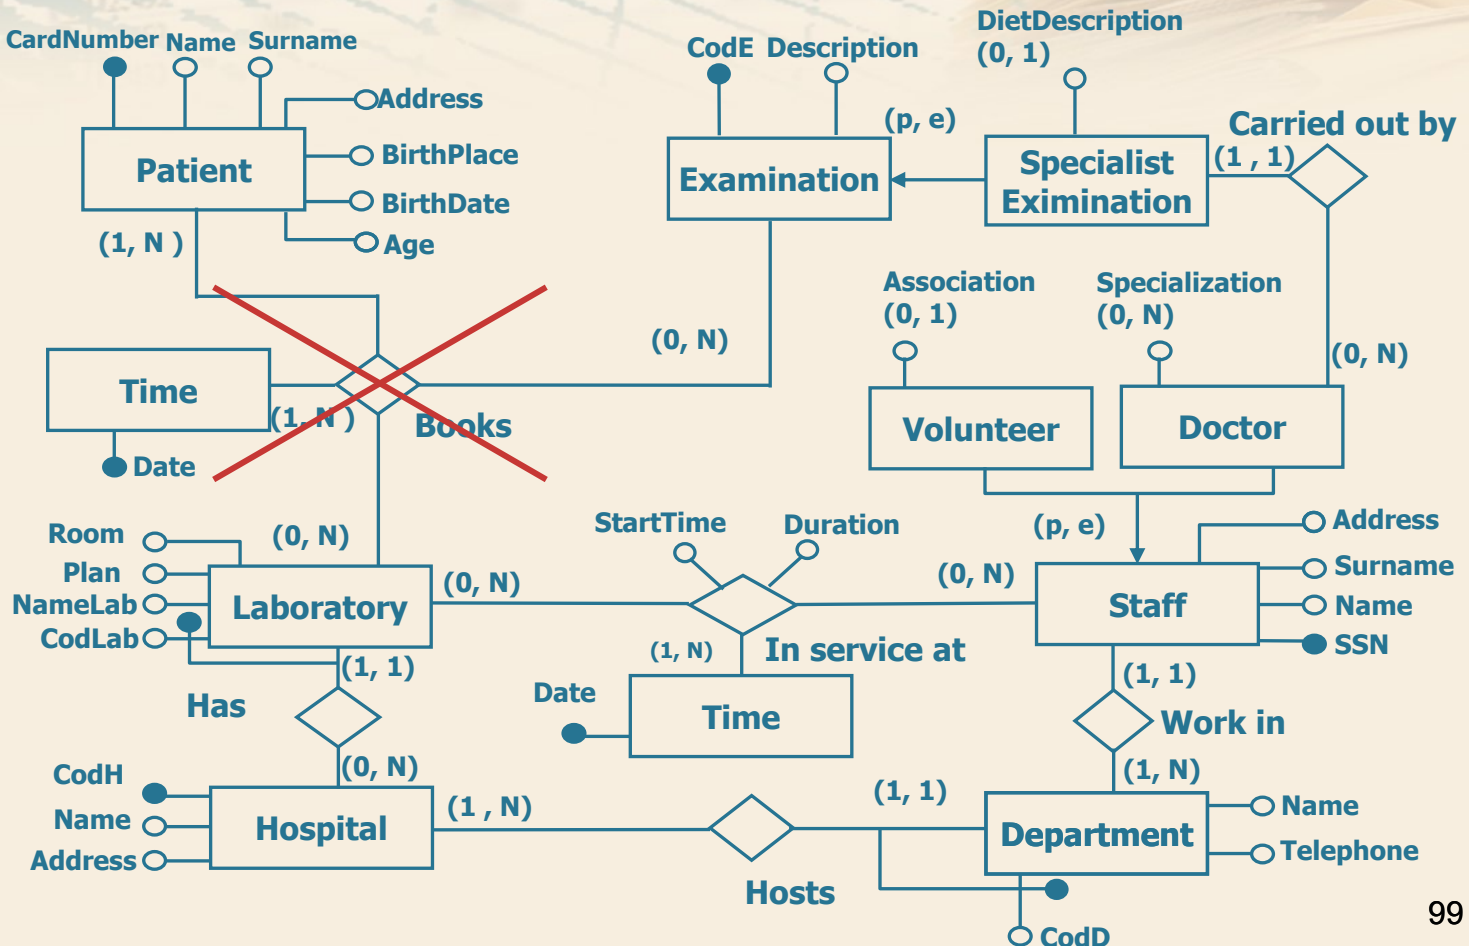 CardNumber Name Surname
Address
BirthPlace
BirthDate
Age
Patient
(1, N )
CodE Description
Examination
(p, e)
DietDescription
(0, 1)
Specialist
Eximination
Carried out by
(1 , 1)
(0, N)
(0, N)
Time
(1, N )
Books
Date
Association
(0, 1)
Volunteer
Specialization
(0, N)
Doctor
(p, e)
Room
Plan
NameLab
CodLab
(0, N)
Laboratory
(0, N)
(1, 1)
StartTime
Duration
(1, N)
In service at
(0, N)
Staff
Address
Surname
Name
SSN
Date
Time
(1, 1)
Work in
(1, N)
Has
(0, N)
CodH
Name
Address
Hospital
(1 , N)
Hosts
(1, 1)
Department
Name
Telephone
CodD
99